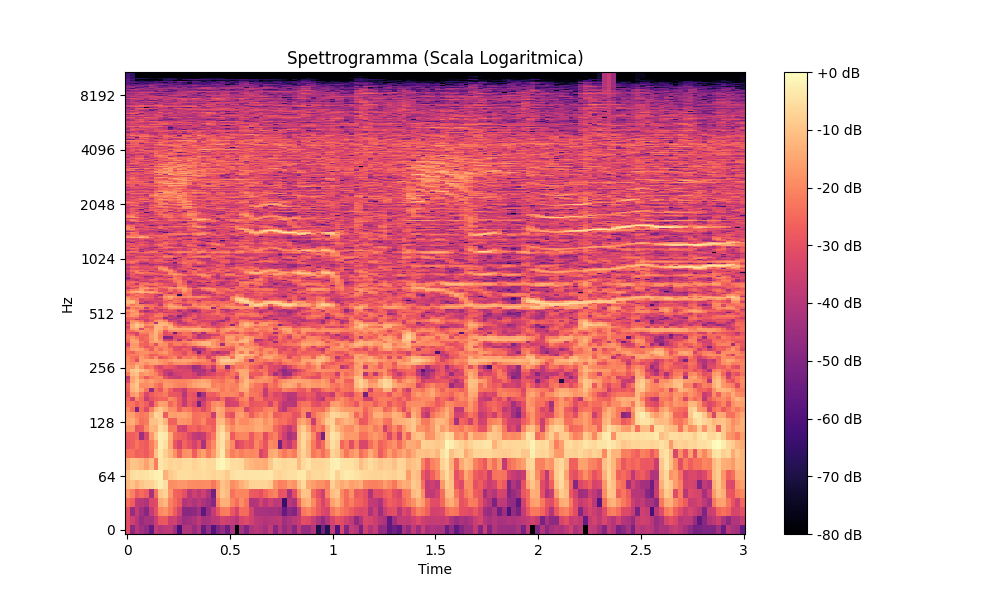 Spettrogramma (Scala Logaritmica)
Hz
8192
4096
2048
1024
512
256
128
64
0
0
0.5
1
1.5
2
2.5
3
Time
+0 dB
-10 dB
-20 dB
-30 dB
-40 dB
-50 dB
-60 dB
-70 dB
-80 dB